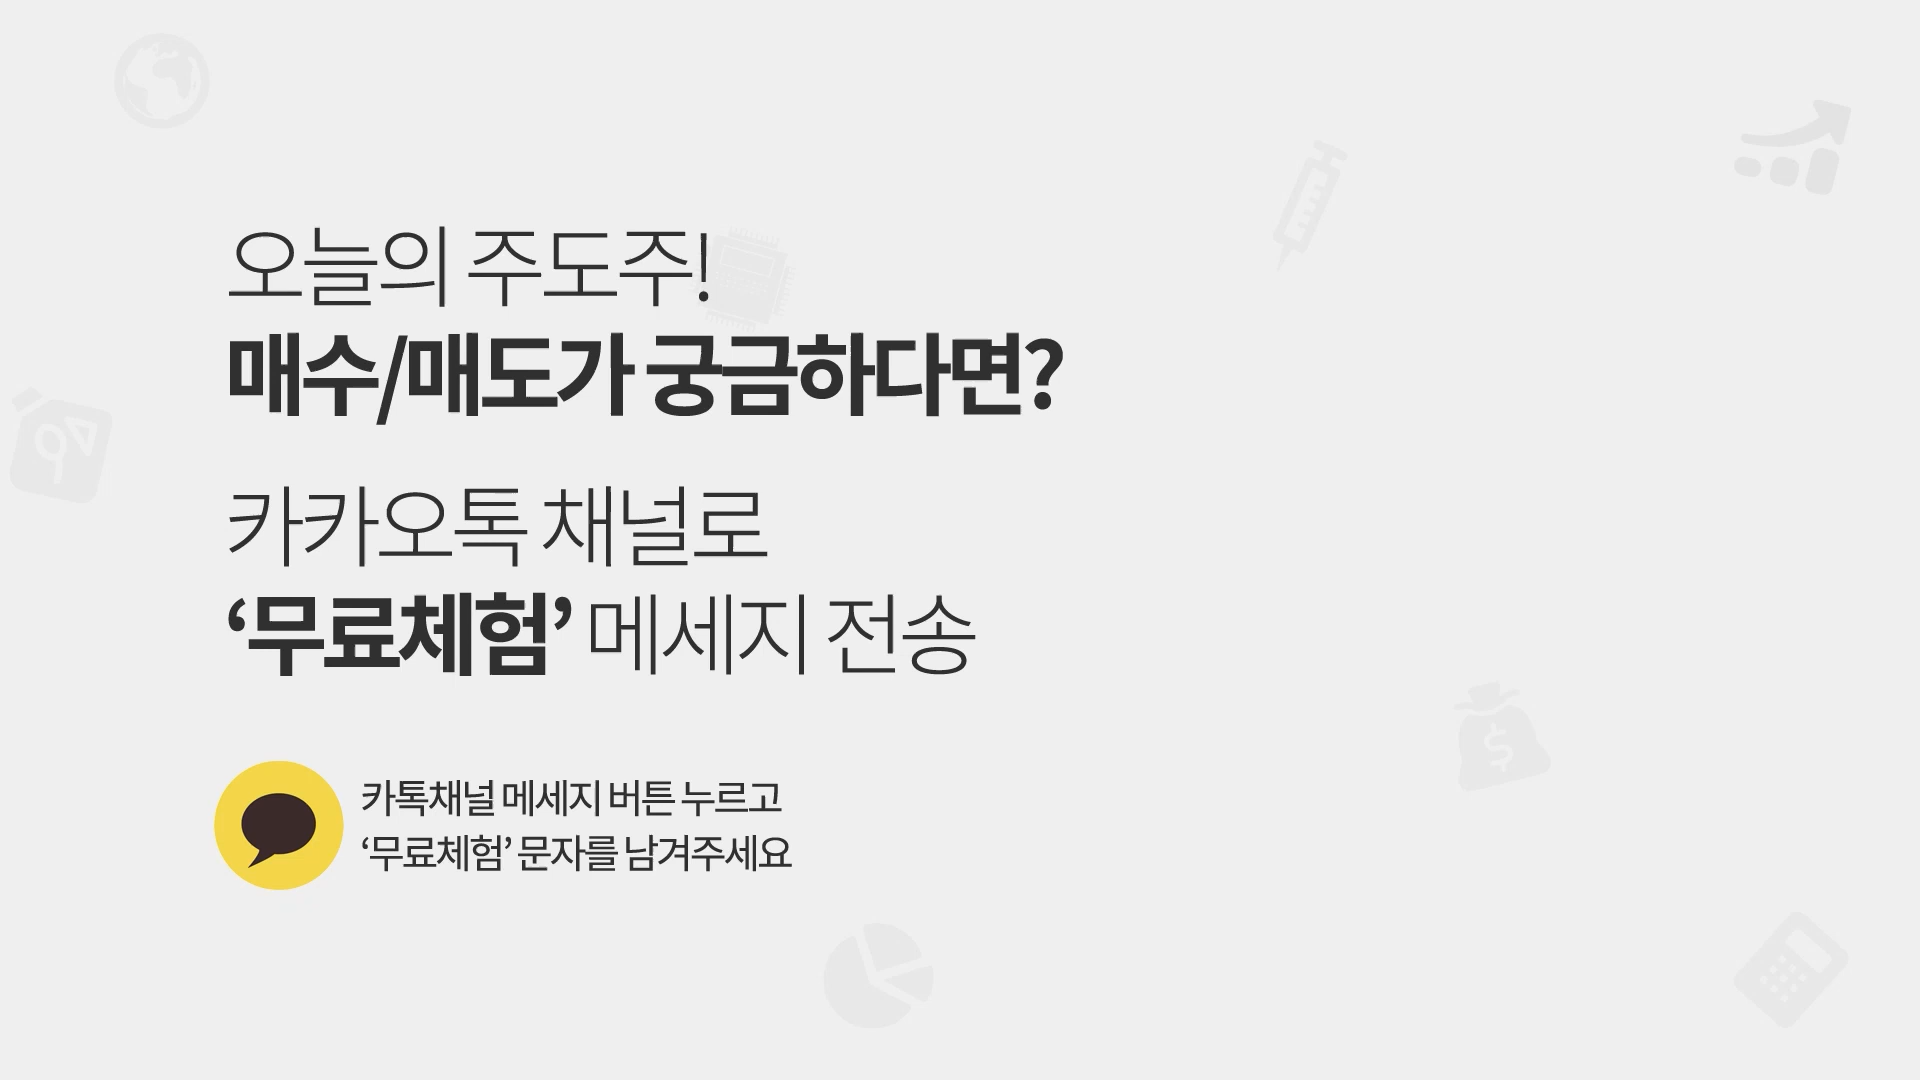 오늘의 주도주!
매수/매도가 궁금하다면?
카카오톡 채널로
‘무료체험’ 메세지 전송
카톡채널 메세지 버튼 누르고
‘무료체험’ 문자를 남겨주세요